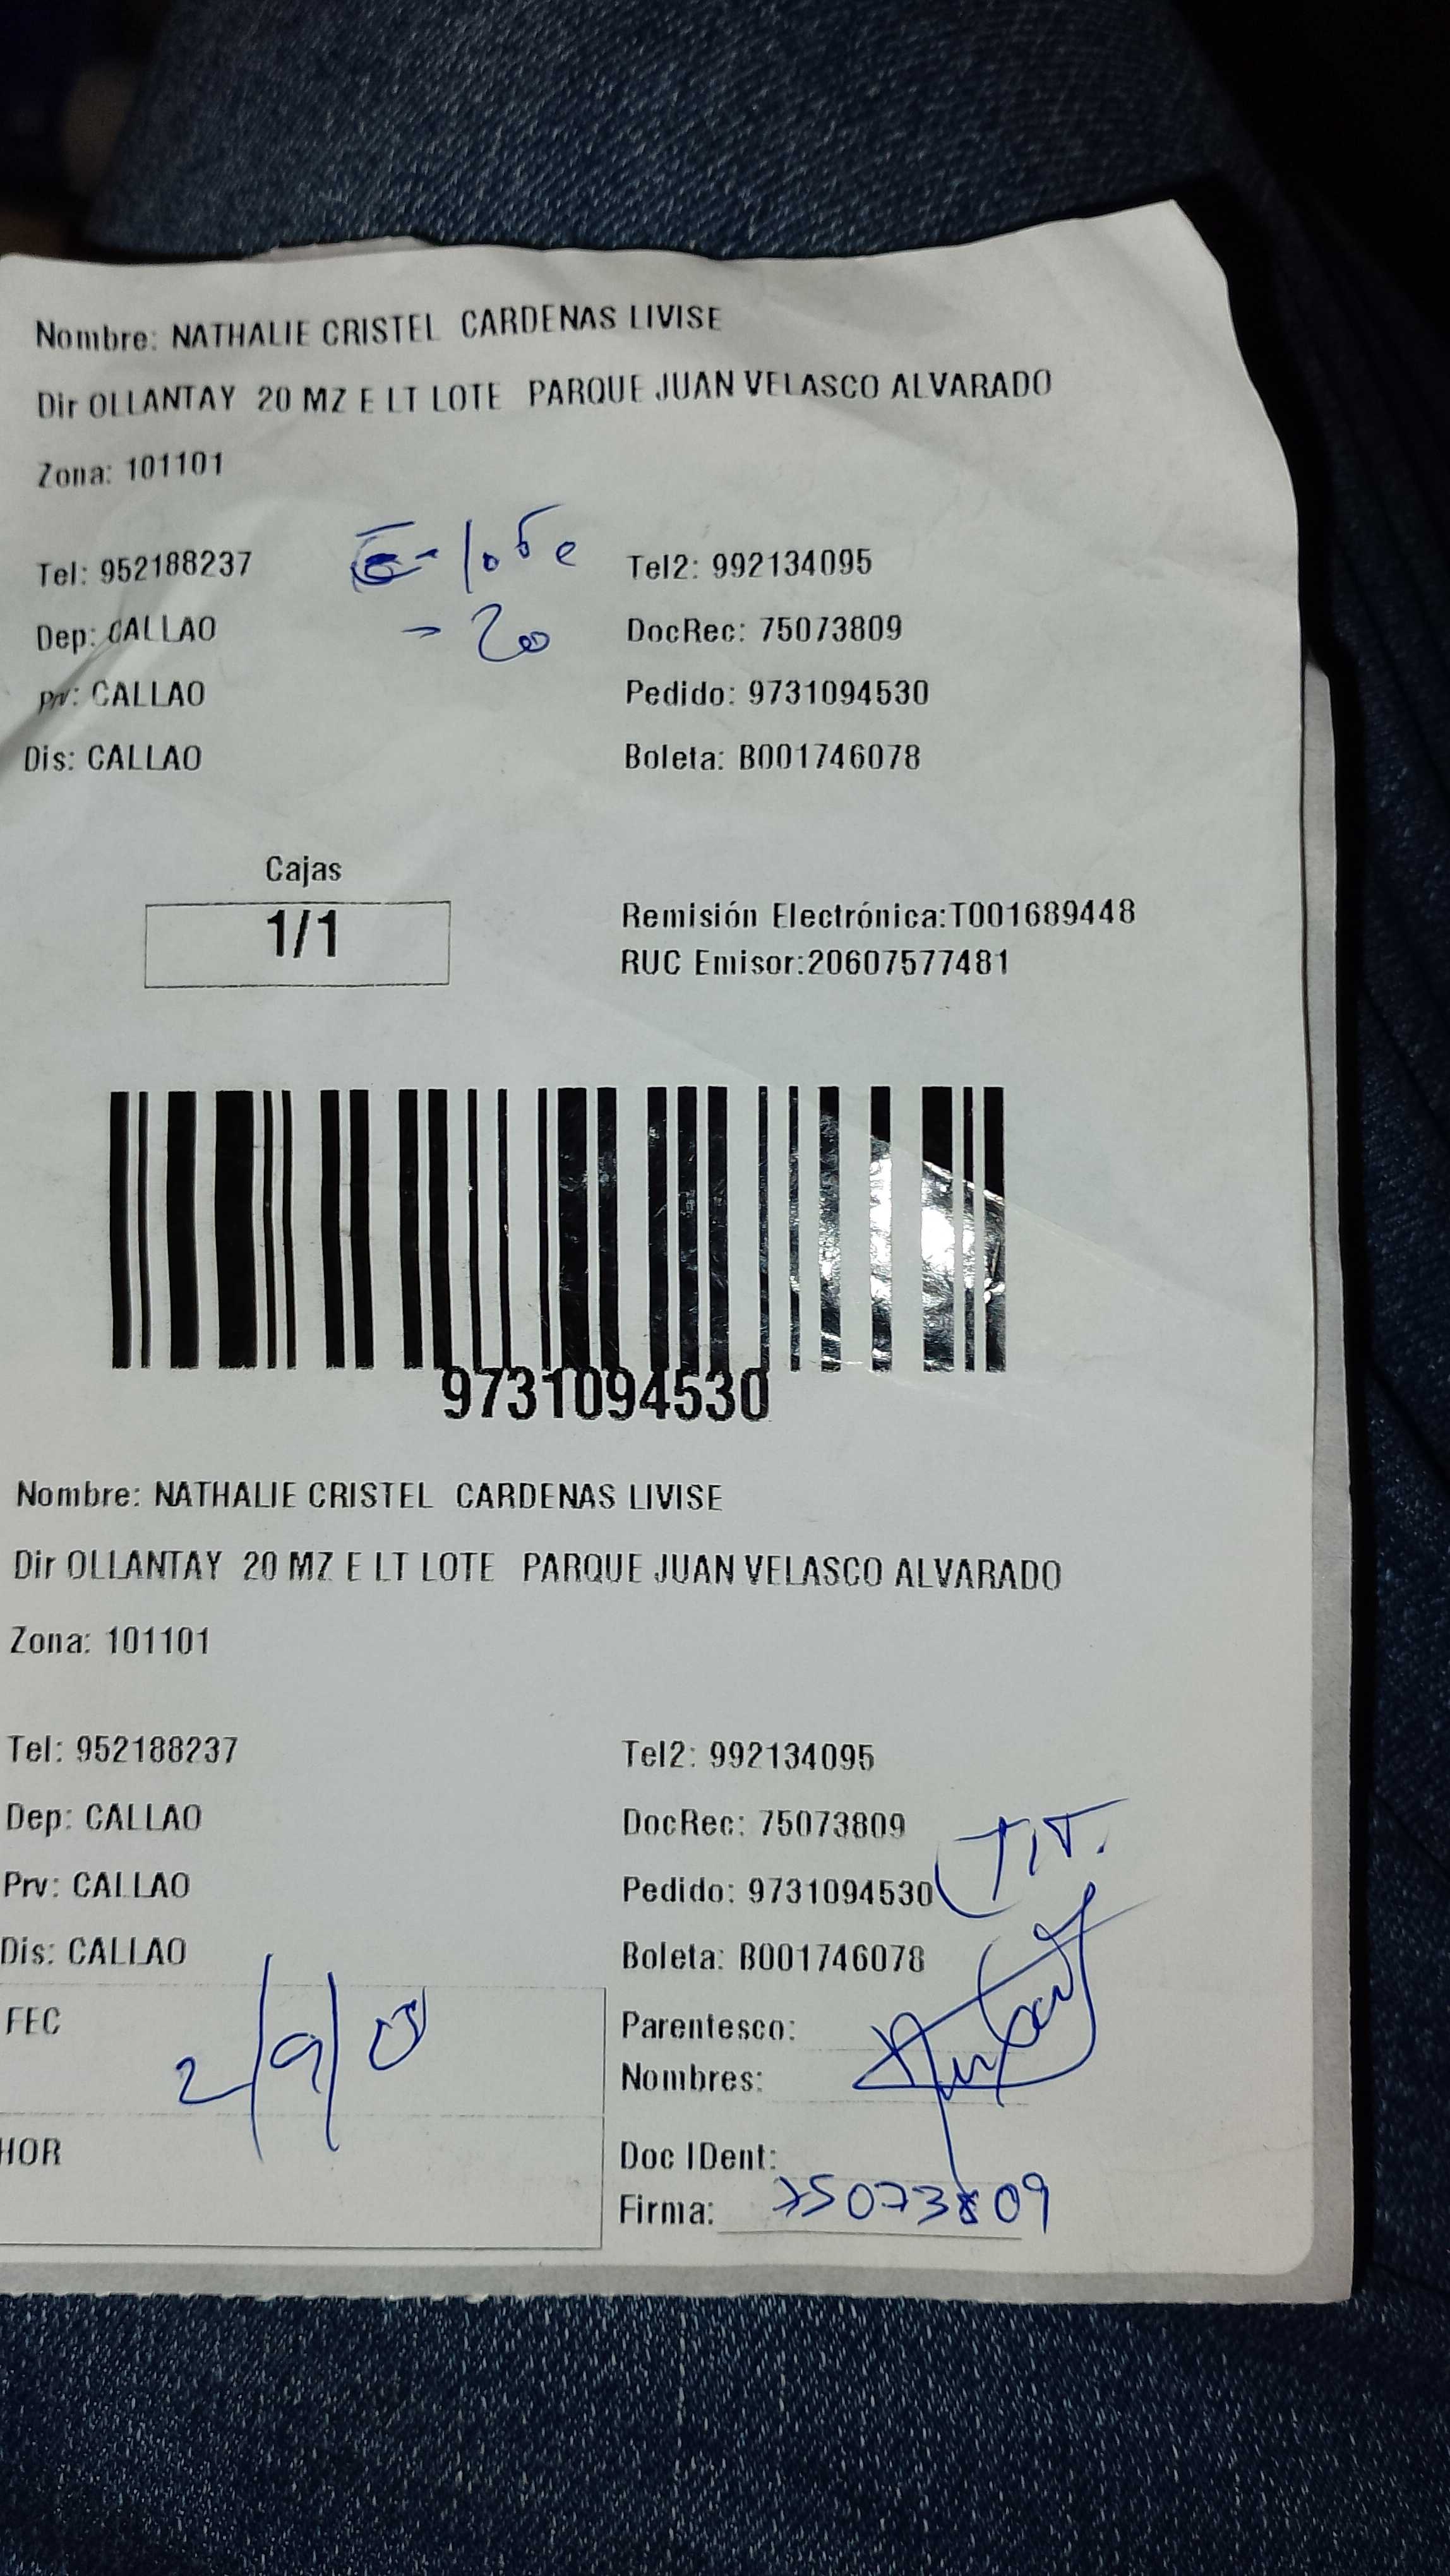 Nombre: NATHALIE CRISTEL CARDENAS LIVISE
Dir OLLANTAY 20 MZ E LT LOTE PARQUE JUAN VELASCO ALVARADO
Zona: 101101
E- lote
- 20
Tel: 952188237 Tel2: 992134095
Dep: CALLAO DocRec: 75073809
Prv: CALLAO Pedido: 9731094530
Dis: CALLAO Boleta: B001746078
Cajas
1/1
Remisión Electrónica:T001689448
RUC Emisor:20607577481
9731094530
Nombre: NATHALIE CRISTEL CARDENAS LIVISE
Dir OLLANTAY 20 MZ E LT LOTE PARQUE JUAN VELASCO ALVARADO
Zona: 101101
Tel: 952188237 Tel2: 992134095
Dep: CALLAO DocRec: 75073809
TIT.
Prv: CALLAO Pedido: 9731094530
Dis: CALLAO Boleta: B001746078
FEC 2/9/ Parentesco:
Nombres:
HOR Doc IDent:
Firma: 75073809